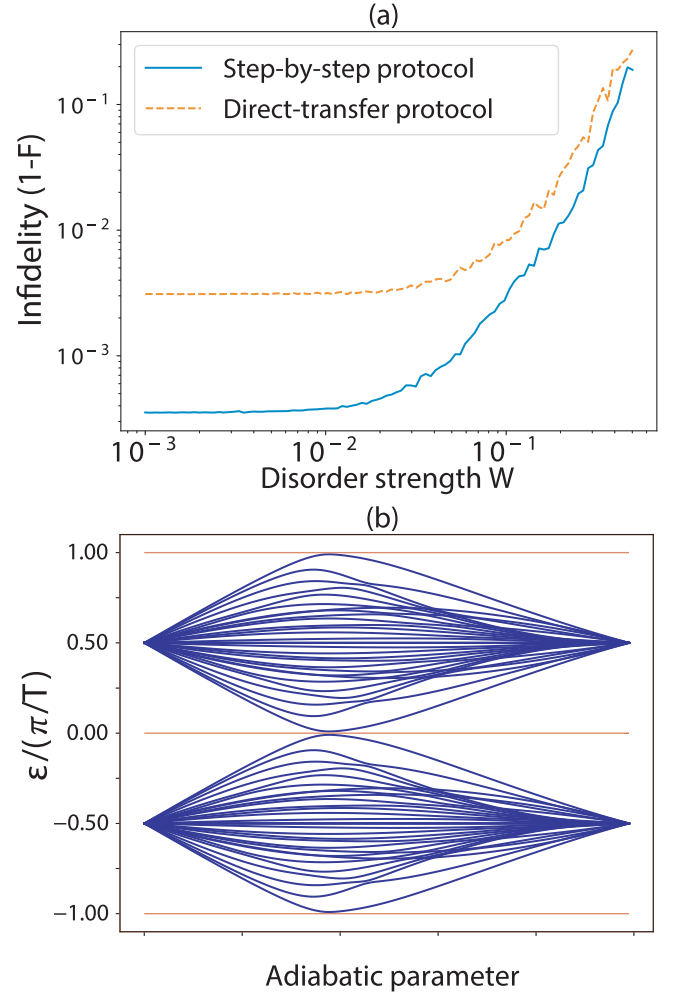 (a)
Infidelity (1-F)
10⁻¹
10⁻²
10⁻³
Step-by-step protocol
Direct-transfer protocol
10⁻³ 10⁻² 10⁻¹
Disorder strength W
(b)
ε/(π/T)
1.00
0.50
0.00
−0.50
−1.00
Adiabatic parameter